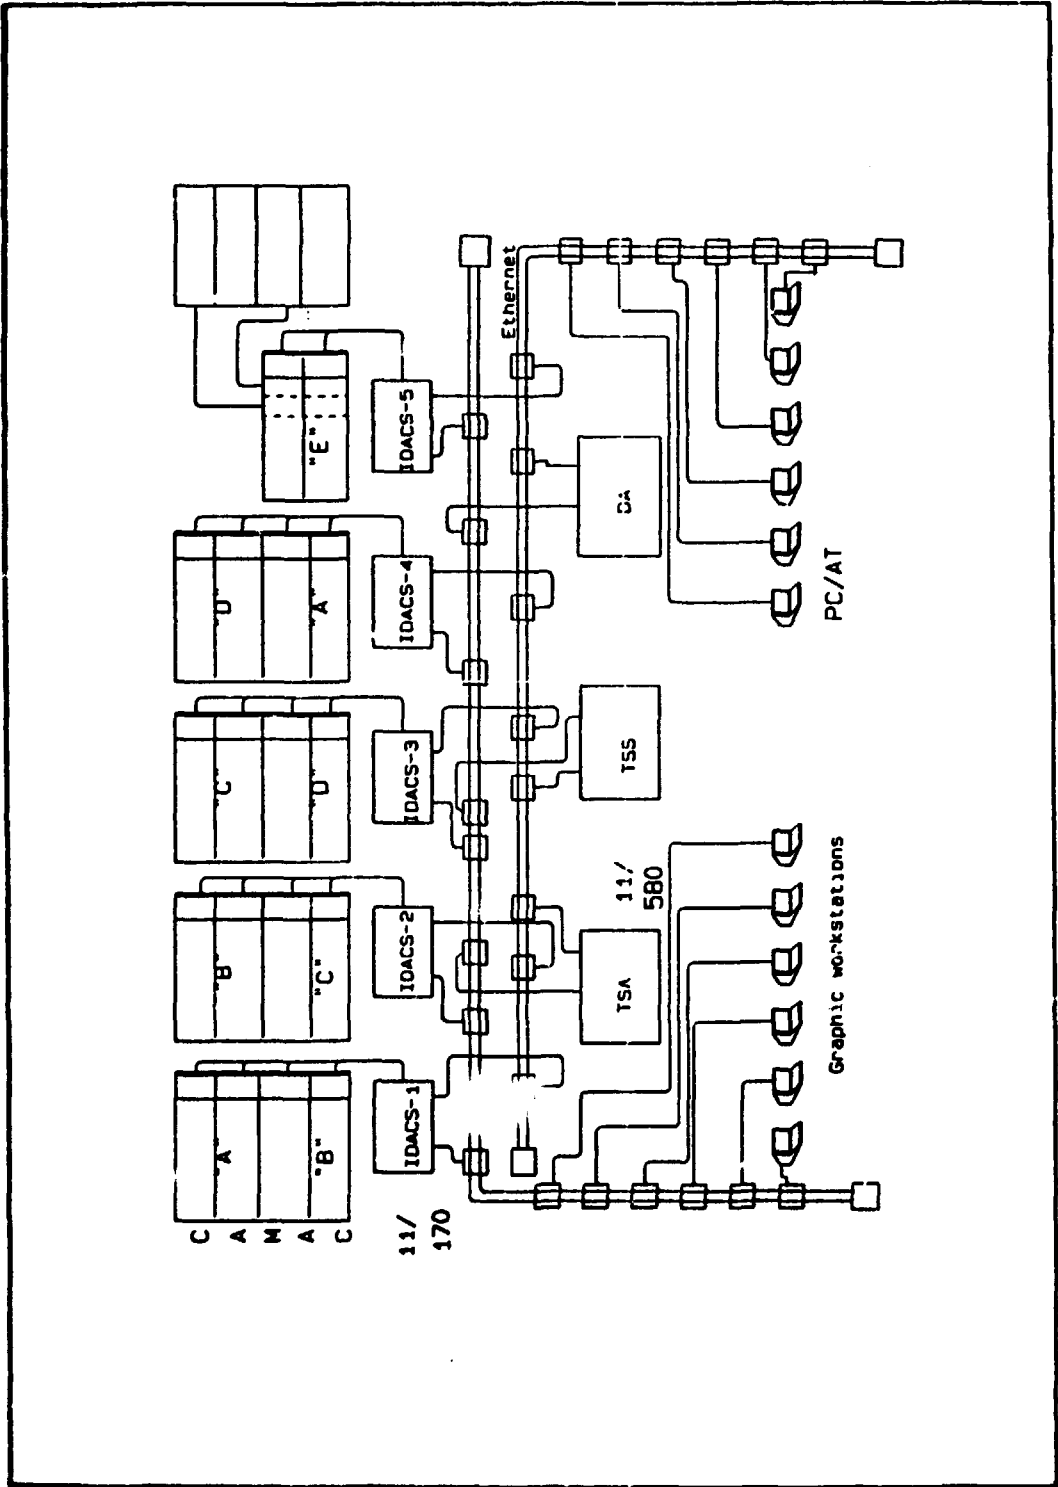 C A M A C
"A"
"B"
"B"
"C"
"C"
"D"
"D"
"A"
"E"
11/
170
IDACS-1
IDACS-2
IDACS-3
IDACS-4
IDACS-5
Ethernet
TSA
11/
580
TSS
DA
Graphic workstations
PC/AT